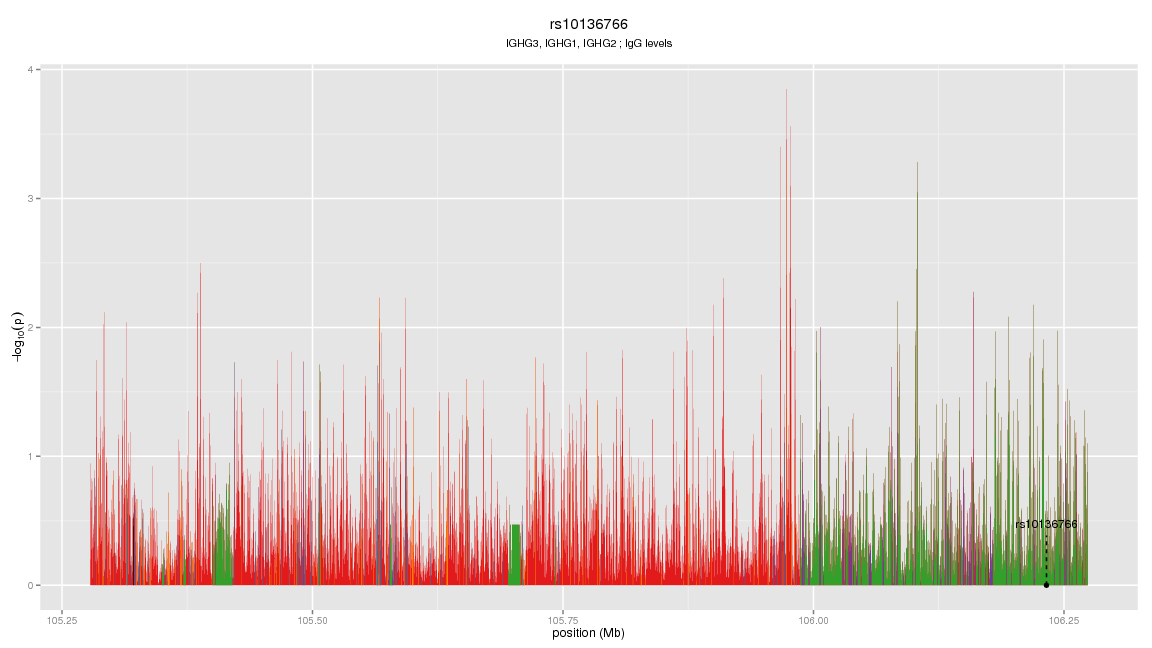 rs10136766
IGHG3, IGHG1, IGHG2 ; IgG levels
4
3
2
1
0
−log10(p)
rs10136766
105.25 105.50 105.75 106.00 106.25
position (Mb)